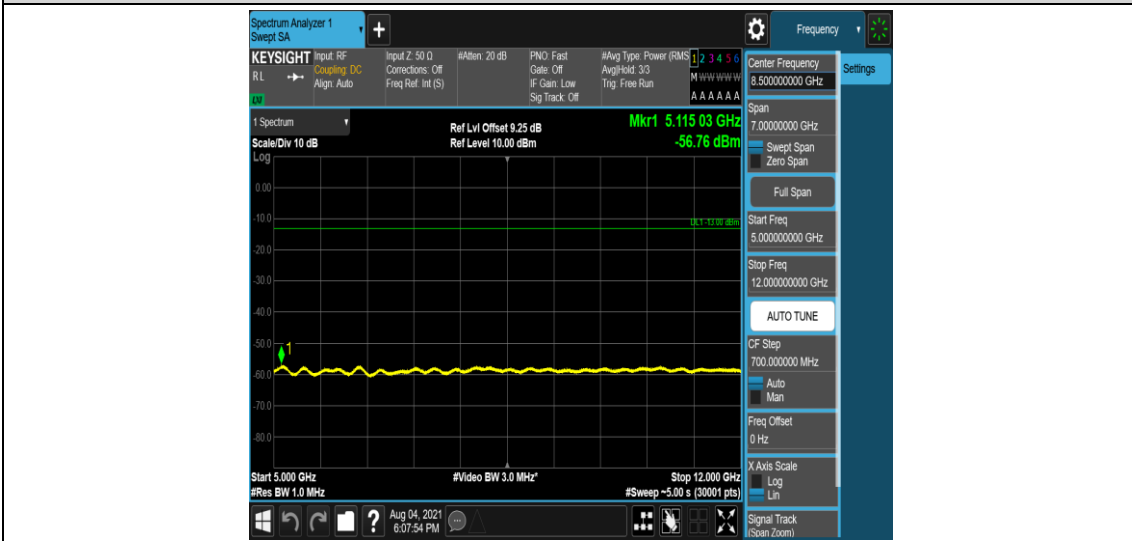 Spectrum Analyzer 1
Swept SA
+
Frequency
KEYSIGHT
Input: RF
Coupling: DC
Align: Auto
Input Z: 50 Ω
Corrections: Off
Freq Ref: Int (S)
#Atten: 20 dB
PNO: Fast
Gate: Off
IF Gain: Low
Sig Track: Off
#Avg Type: Power (RMS
Avg|Hold: 3/3
Trig: Free Run
1 2 3 4 5 6
M W W W W W
A A A A A A
R L
LXI
1 Spectrum
Scale/Div 10 dB
Log
Ref Lvl Offset 9.25 dB
Ref Level 10.00 dBm
Mkr1 5.115 03 GHz
-56.76 dBm
0.00
-10.0
DL1 -13.00 dBm
-20.0
-30.0
-40.0
-50.0
1
-60.0
-70.0
-80.0
Start 5.000 GHz
#Res BW 1.0 MHz
#Video BW 3.0 MHz*
Stop 12.000 GHz
#Sweep ~5.00 s (30001 pts)
?
Aug 04, 2021
6:07:54 PM
Center Frequency
8.500000000 GHz
Settings
Span
7.00000000 GHz
Swept Span
Zero Span
Full Span
Start Freq
5.000000000 GHz
Stop Freq
12.000000000 GHz
AUTO TUNE
CF Step
700.000000 MHz
Auto
Man
Freq Offset
0 Hz
X Axis Scale
Log
Lin
Signal Track
(Span Zoom)